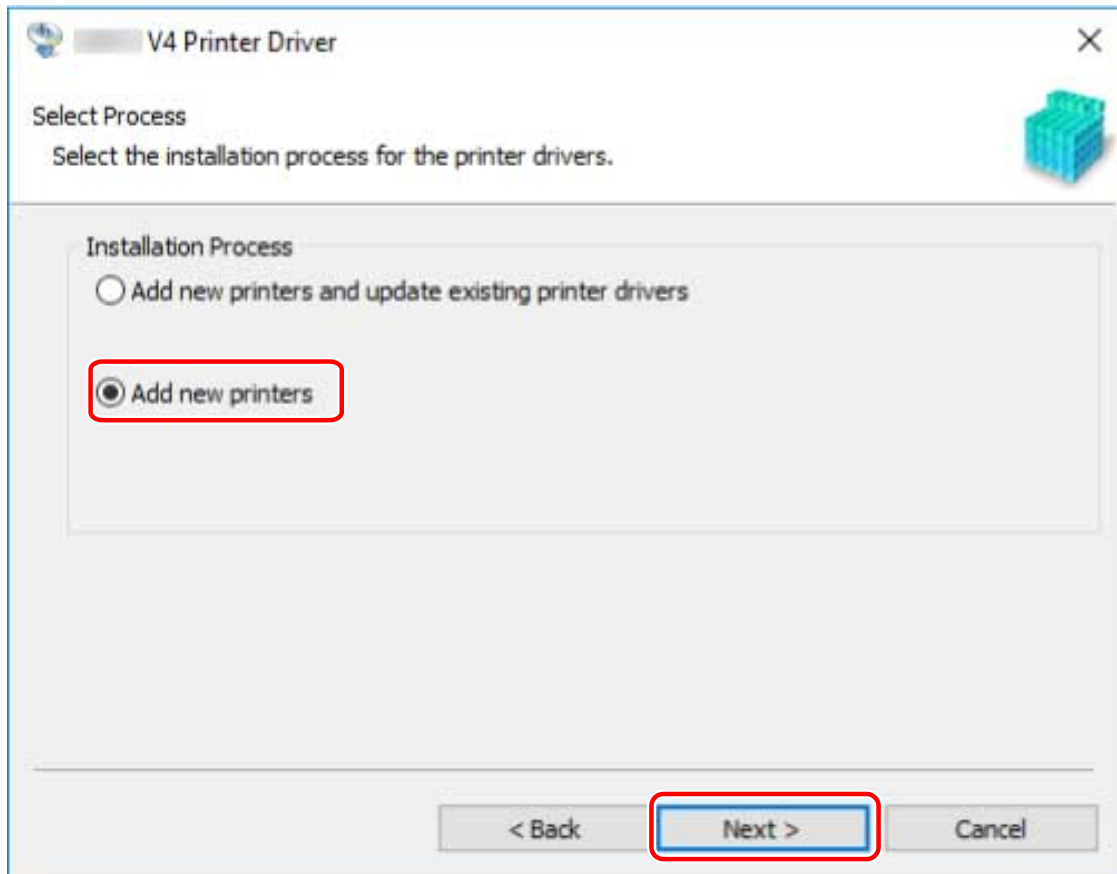 V4 Printer Driver
Select Process
Select the installation process for the printer drivers.
Installation Process
Add new printers and update existing printer drivers
Add new printers
< Back Next > Cancel